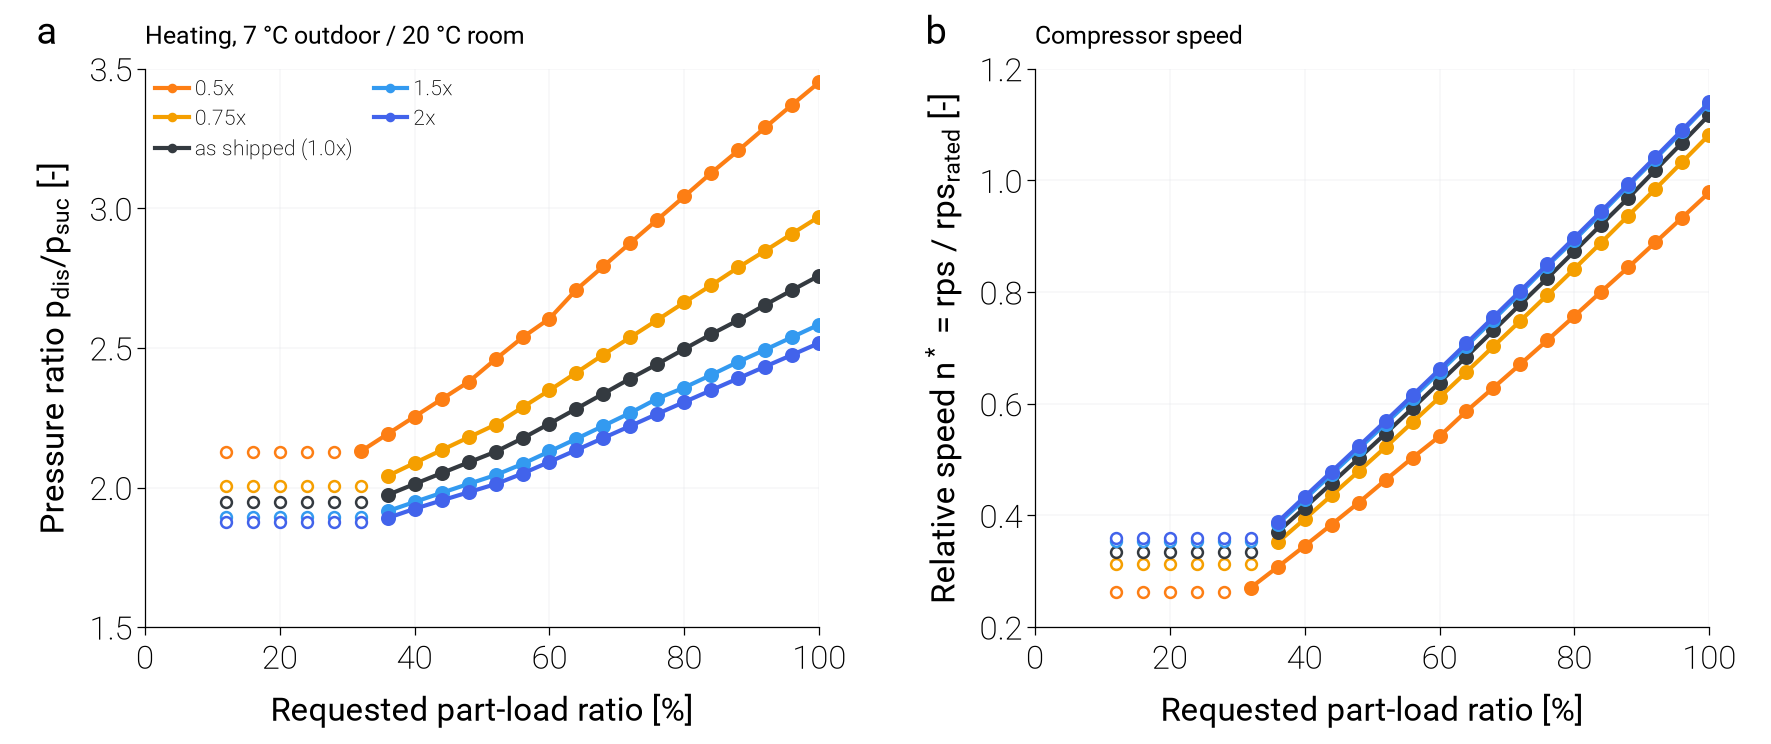 a
Heating, 7 °C outdoor / 20 °C room
0.5x
0.75x
as shipped (1.0x)
1.5x
2x
Pressure ratio pdis/psuc [-]
3.5
3.0
2.5
2.0
1.5
0 20 40 60 80 100
Requested part-load ratio [%]
b
Compressor speed
Relative speed n* = rps / rpsrated [-]
1.2
1.0
0.8
0.6
0.4
0.2
0 20 40 60 80 100
Requested part-load ratio [%]